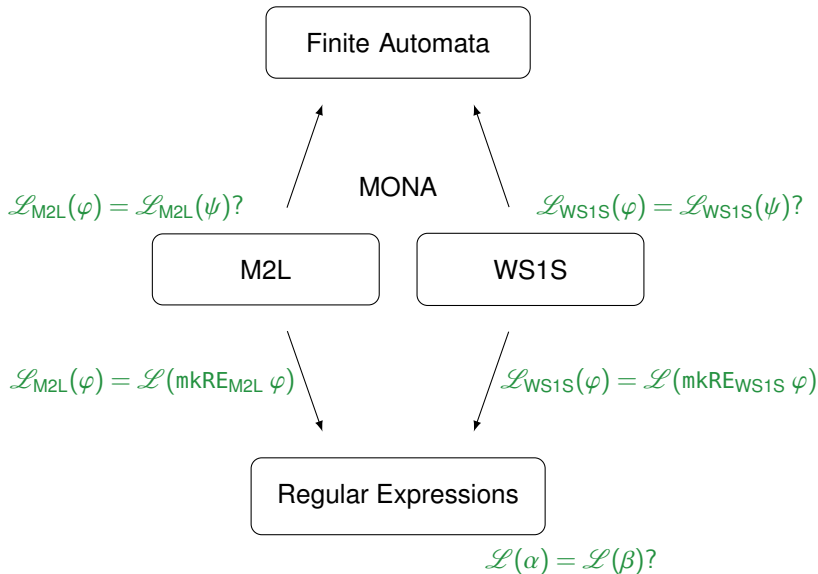 Finite Automata
MONA
ℒ_M2L(φ) = ℒ_M2L(ψ)?
ℒ_WS1S(φ) = ℒ_WS1S(ψ)?
M2L
WS1S
ℒ_M2L(φ) = ℒ(mkRE_M2L φ)
ℒ_WS1S(φ) = ℒ(mkRE_WS1S φ)
Regular Expressions
ℒ(α) = ℒ(β)?